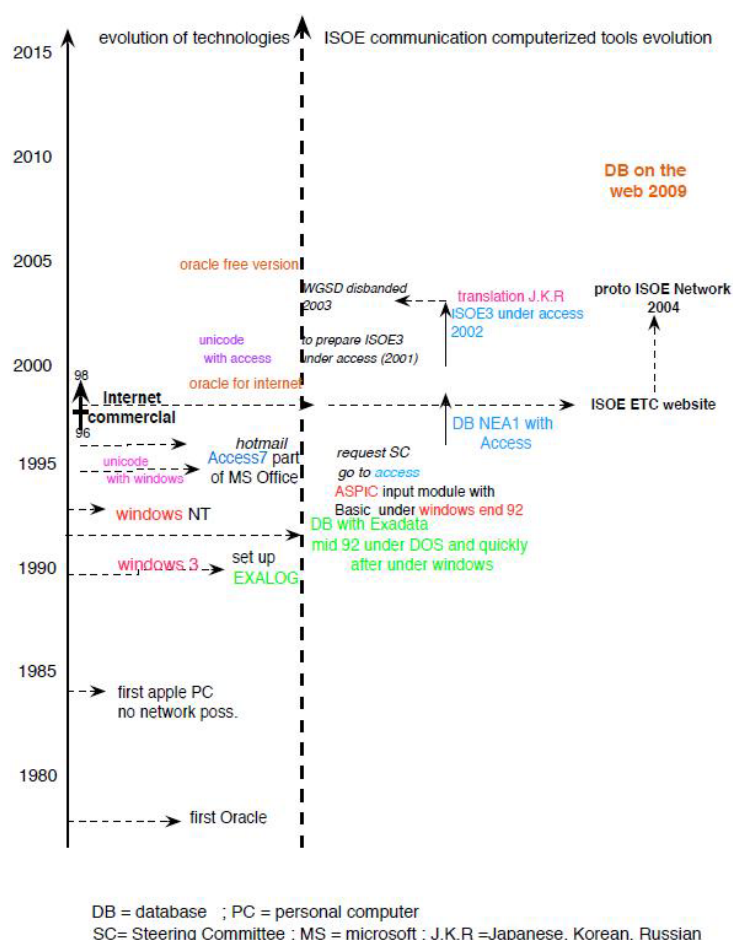 evolution of technologies
ISOE communication computerized tools evolution
2015
2010
DB on the
web 2009
2005
oracle free version
WGSD disbanded
2003
translation J.K.R
ISOE3 under access
2002
proto ISOE Network
2004
unicode
with access
to prepare ISOE3
under access (2001)
2000
98
oracle for internet
Internet
commercial
96
ISOE ETC website
DB NEA1 with
Access
hotmail
1995
unicode
with windows
Access7 part
of MS Office
request SC
go to access
ASPIC input module with
Basic under windows end 92
windows NT
DB with Exadata
mid 92 under DOS and quickly
after under windows
1990
windows 3
set up
EXALOG
1985
first apple PC
no network poss.
1980
first Oracle
DB = database ; PC = personal computer
SC= Steering Committee ; MS = microsoft ; J.K.R =Japanese, Korean, Russian